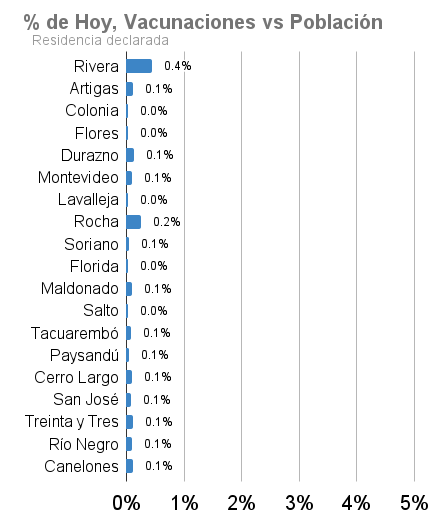 % de Hoy, Vacunaciones vs Población
Residencia declarada
Rivera 0.4%
Artigas 0.1%
Colonia 0.0%
Flores 0.0%
Durazno 0.1%
Montevideo 0.1%
Lavalleja 0.0%
Rocha 0.2%
Soriano 0.1%
Florida 0.0%
Maldonado 0.1%
Salto 0.0%
Tacuarembó 0.1%
Paysandú 0.1%
Cerro Largo 0.1%
San José 0.1%
Treinta y Tres 0.1%
Río Negro 0.1%
Canelones 0.1%
0% 1% 2% 3% 4% 5%